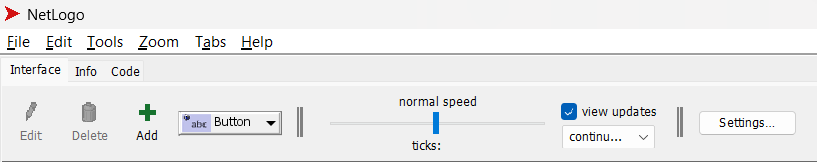 NetLogo
File Edit Tools Zoom Tabs Help
Interface Info Code
normal speed
view updates
abc Button
Settings...
Edit Delete Add
continu...
ticks: